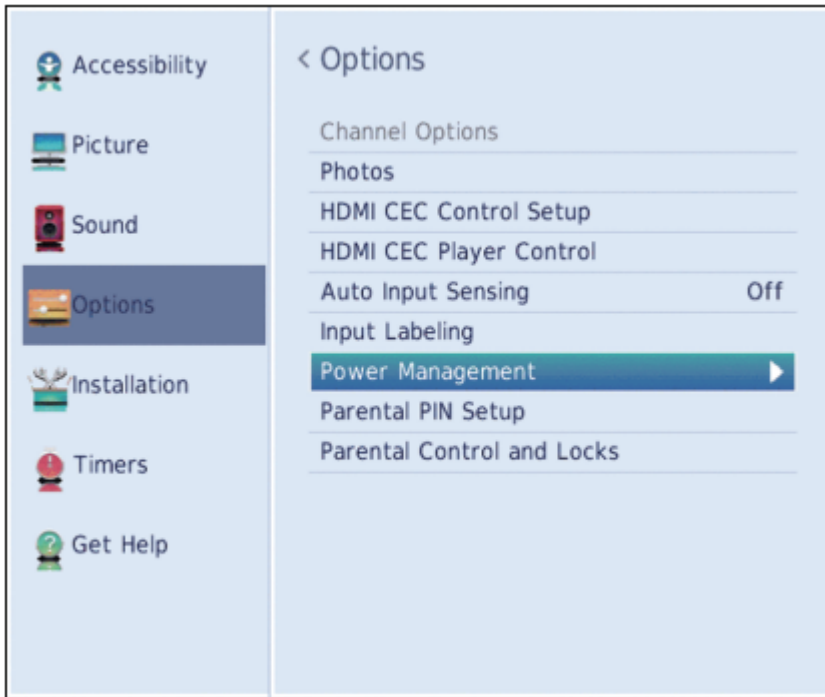 Accessibility
Picture
Sound
Options
Installation
Timers
Get Help
< Options
Channel Options
Photos
HDMI CEC Control Setup
HDMI CEC Player Control
Auto Input Sensing Off
Input Labeling
Power Management
Parental PIN Setup
Parental Control and Locks